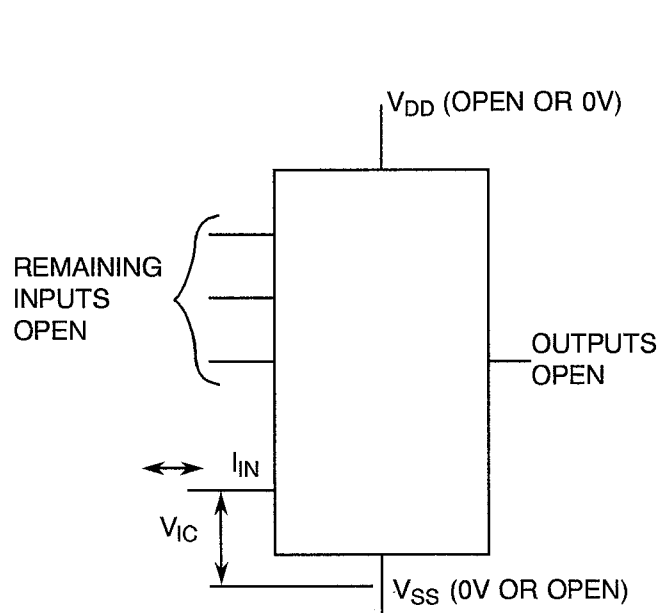 VDD (OPEN OR 0V)
REMAINING
INPUTS
OPEN
OUTPUTS
OPEN
IIN
VIC
VSS (0V OR OPEN)